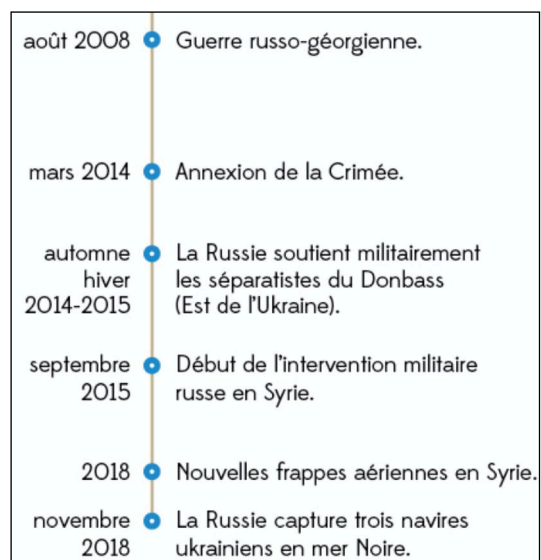 août 2008 Guerre russo-géorgienne.
mars 2014 Annexion de la Crimée.
automne La Russie soutient militairement
hiver les séparatistes du Donbass
2014-2015 (Est de l'Ukraine).
septembre Début de l'intervention militaire
2015 russe en Syrie.
2018 Nouvelles frappes aériennes en Syrie.
novembre La Russie capture trois navires
2018 ukrainiens en mer Noire.